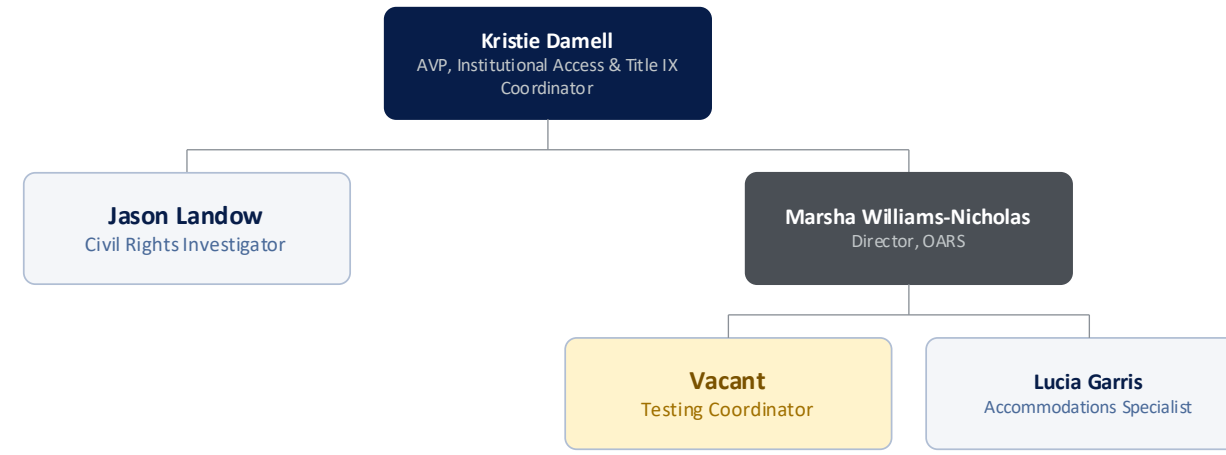 Kristie Damell
AVP, Institutional Access & Title IX
Coordinator
Jason Landow
Civil Rights Investigator
Marsha Williams-Nicholas
Director, OARS
Vacant
Testing Coordinator
Lucia Garris
Accommodations Specialist